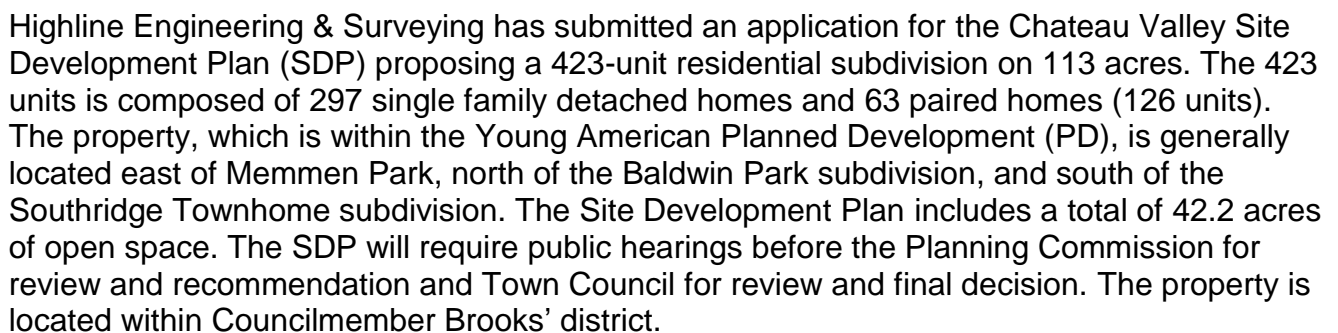 Highline Engineering & Surveying has submitted an application for the Chateau Valley Site
Development Plan (SDP) proposing a 423-unit residential subdivision on 113 acres. The 423
units is composed of 297 single family detached homes and 63 paired homes (126 units).
The property, which is within the Young American Planned Development (PD), is generally
located east of Memmen Park, north of the Baldwin Park subdivision, and south of the
Southridge Townhome subdivision. The Site Development Plan includes a total of 42.2 acres
of open space. The SDP will require public hearings before the Planning Commission for
review and recommendation and Town Council for review and final decision. The property is
located within Councilmember Brooks' district.